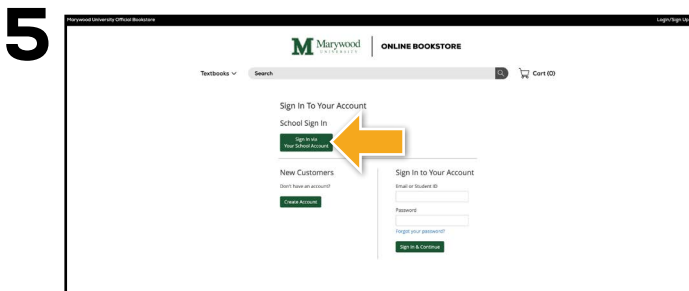 5
Marywood University Official Bookstore
Login/Sign Up
M Marywood UNIVERSITY ONLINE BOOKSTORE
Textbooks Search Cart (0)
Sign In To Your Account
School Sign In
Sign In via
Your School Account
New Customers
Don't have an account?
Create Account
Sign In to Your Account
Email or Student ID
Password
Forgot your password?
Sign In & Continue